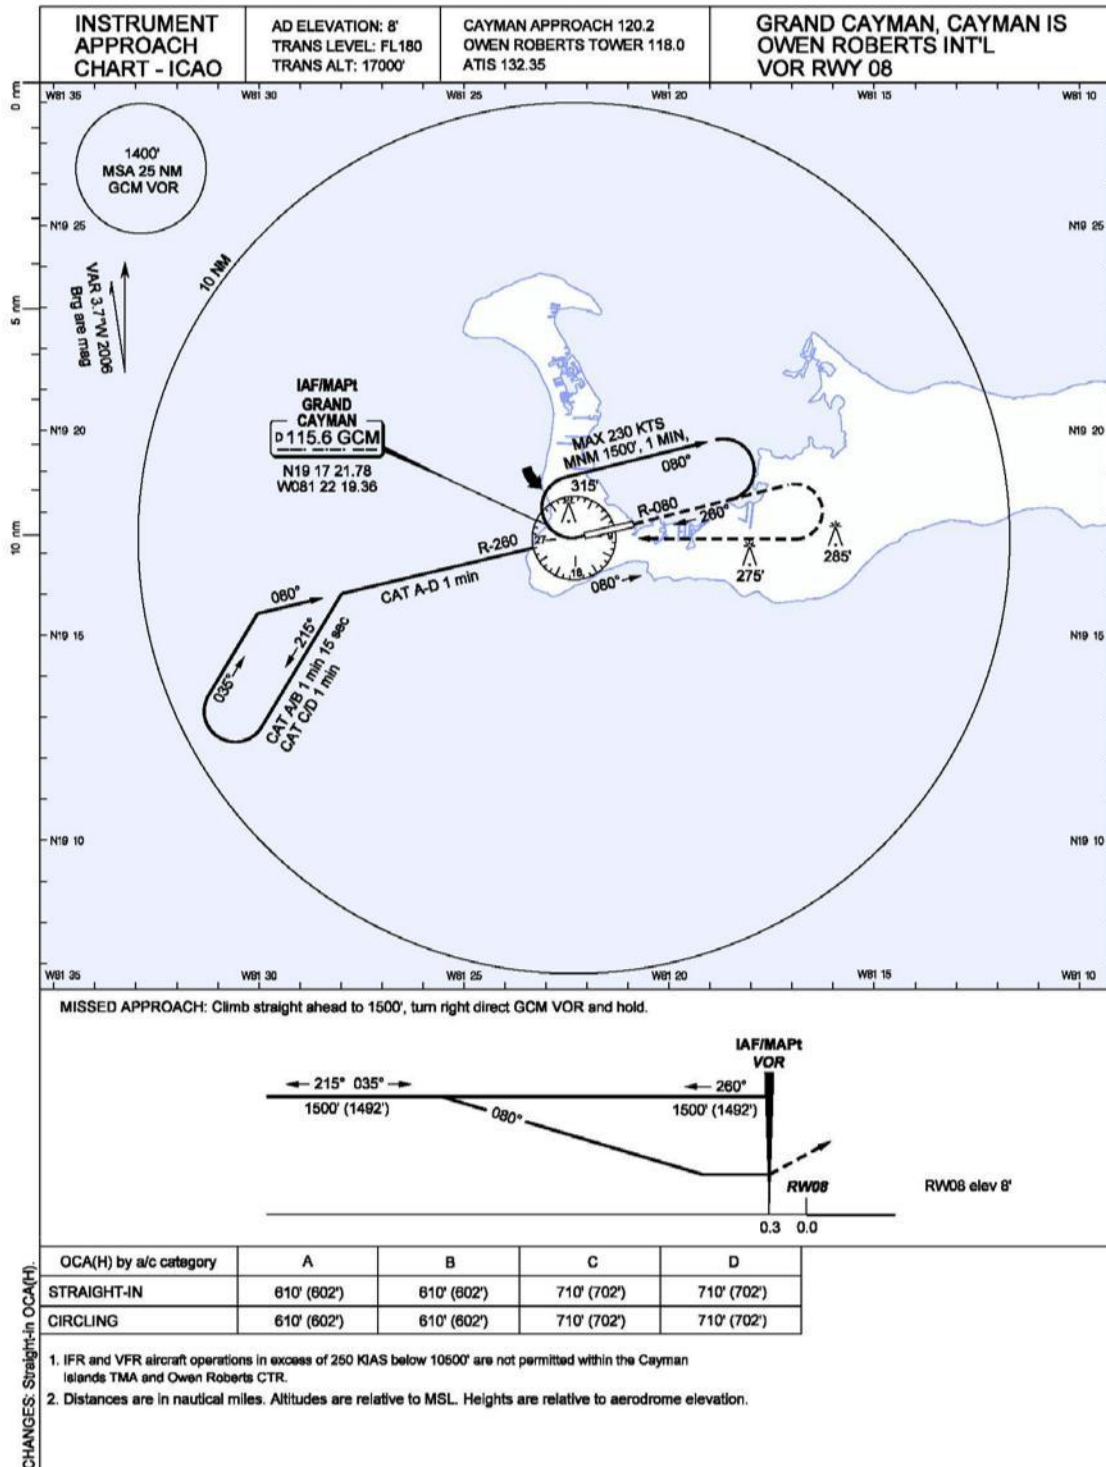 INSTRUMENT
APPROACH
CHART - ICAO
AD ELEVATION: 8'
TRANS LEVEL: FL180
TRANS ALT: 17000'
CAYMAN APPROACH 120.2
OWEN ROBERTS TOWER 118.0
ATIS 132.35
GRAND CAYMAN, CAYMAN IS
OWEN ROBERTS INT'L
VOR RWY 08
0 nm
W81 35
W81 30
W81 25
W81 20
W81 15
W81 10
1400'
MSA 25 NM
GCM VOR
N19 25
N19 25
10 NM
VAR 3.7°W 2006
Brg are mag
5 nm
IAF/MAPt
GRAND
CAYMAN
D 115.6 GCM
N19 17 21.78
W081 22 19.36
N19 20
N19 20
MAX 230 KTS
MNM 1500', 1 MIN,
080°
315'
R-080
260°
285'
275'
10 nm
R-260
27
18
080°
CAT A-D 1 min
080°
215°
035°
CAT A/B 1 min 15 sec
CAT C/D 1 min
N19 15
N19 15
N19 10
N19 10
W81 35
W81 30
W81 25
W81 20
W81 15
W81 10
MISSED APPROACH: Climb straight ahead to 1500', turn right direct GCM VOR and hold.
IAF/MAPt
VOR
215° 035°
260°
1500' (1492')
1500' (1492')
080°
RW08
RW08 elev 8'
0.3 0.0
OCA(H) by a/c category A B C D
STRAIGHT-IN 610' (602') 610' (602') 710' (702') 710' (702')
CIRCLING 610' (602') 610' (602') 710' (702') 710' (702')
1. IFR and VFR aircraft operations in excess of 250 KIAS below 10500' are not permitted within the Cayman
Islands TMA and Owen Roberts CTR.
2. Distances are in nautical miles. Altitudes are relative to MSL. Heights are relative to aerodrome elevation.
CHANGES: Straight-in OCA(H).